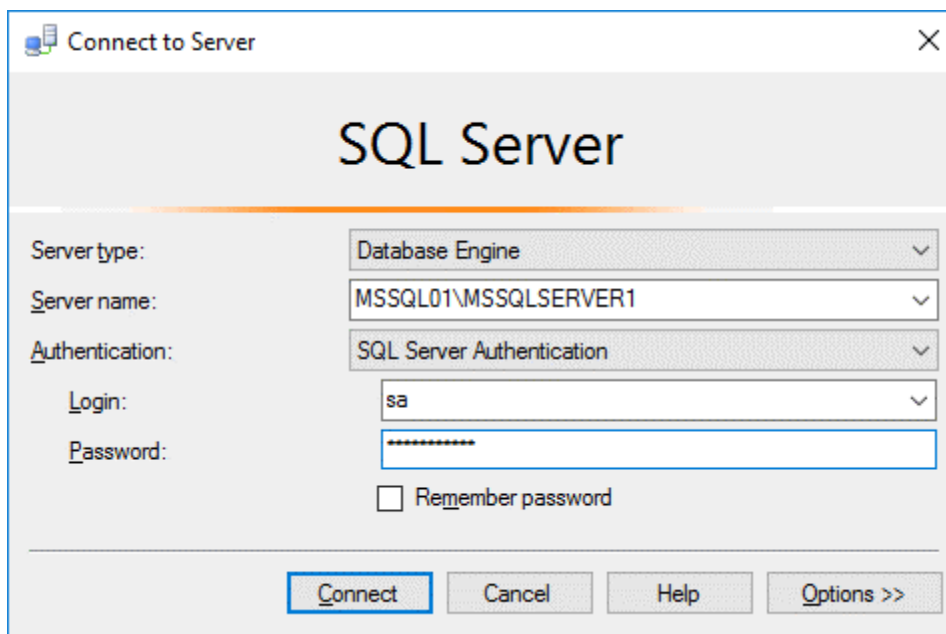 Connect to Server
SQL Server
Server type: Database Engine
Server name: MSSQL01\MSSQLSERVER1
Authentication: SQL Server Authentication
Login: sa
Password: ***********
Remember password
Connect Cancel Help Options >>